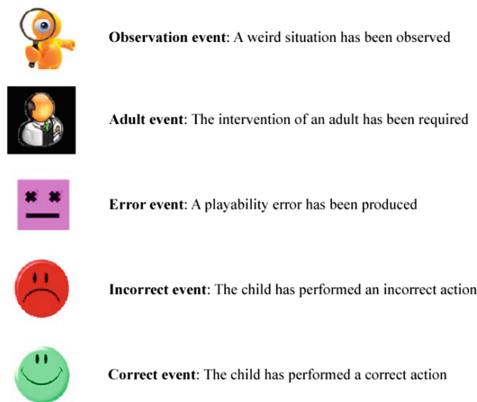 Observation event: A weird situation has been observed
Adult event: The intervention of an adult has been required
Error event: A playability error has been produced
Incorrect event: The child has performed an incorrect action
Correct event: The child has performed a correct action